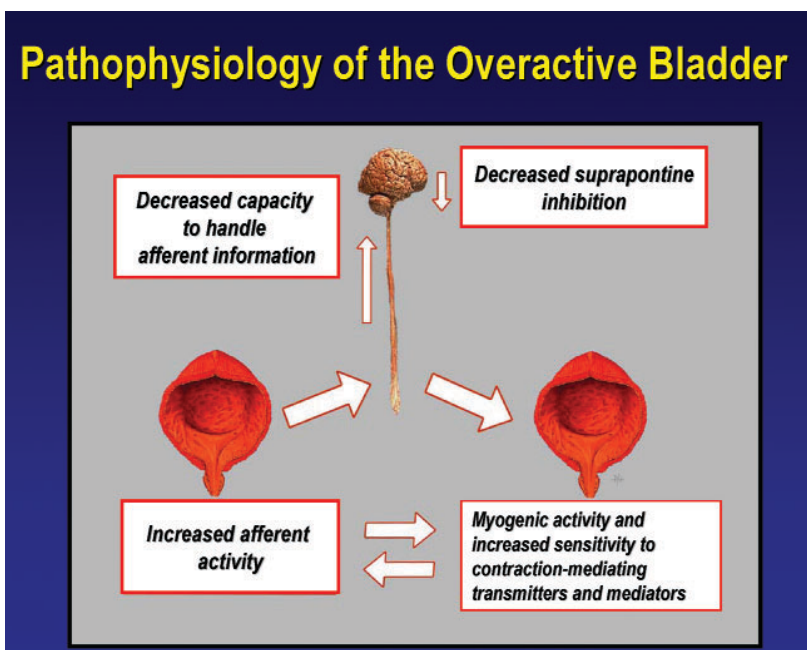 Pathophysiology of the Overactive Bladder
Decreased capacity
to handle
afferent information
Decreased suprapontine
inhibition
Increased afferent
activity
Myogenic activity and
increased sensitivity to
contraction-mediating
transmitters and mediators